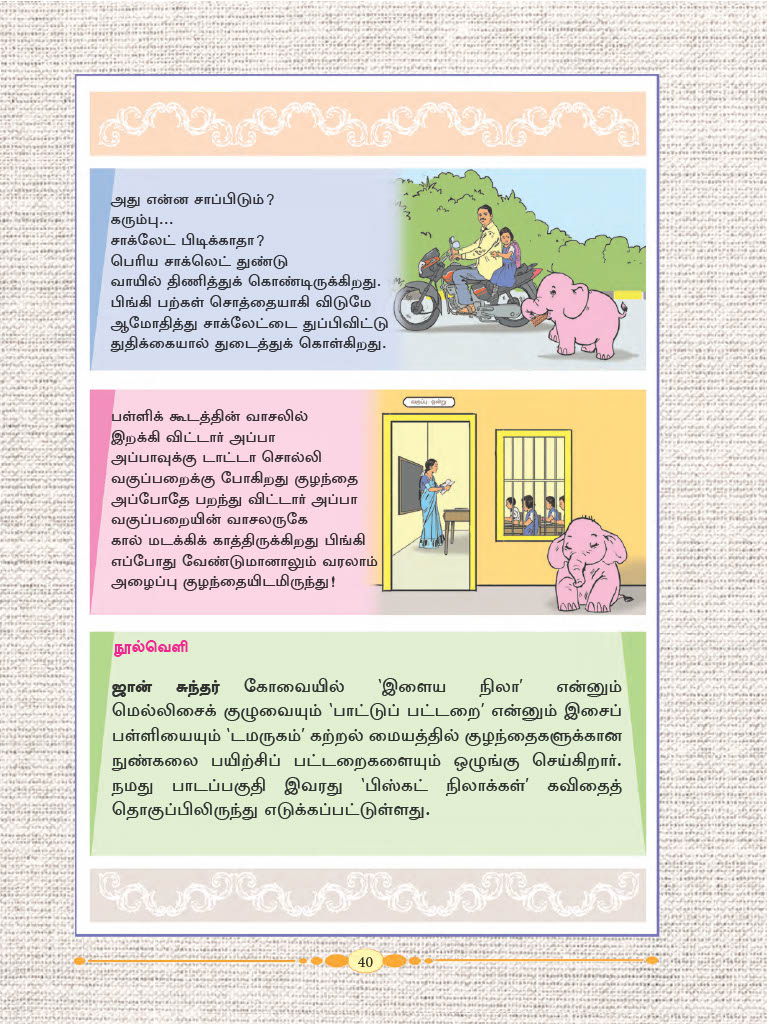 அது என்ன சாப்பிடும்?
கரும்பு...
சாக்லேட் பிடிக்காதா?
பெரிய சாக்லெட் துண்டு
வாயில் திணித்துக் கொண்டிருக்கிறது.
பிங்கி பற்கள் சொத்தையாகி விடுமே
ஆமோதித்து சாக்லேட்டை துப்பிவிட்டு
துதிக்கையால் துடைத்துக் கொள்கிறது.
வகுப்பு ஒன்று
பள்ளிக் கூடத்தின் வாசலில்
இறக்கி விட்டார் அப்பா
அப்பாவுக்கு டாட்டா சொல்லி
வகுப்பறைக்கு போகிறது குழந்தை
அப்போதே பறந்து விட்டார் அப்பா
வகுப்பறையின் வாசலருகே
கால் மடக்கிக் காத்திருக்கிறது பிங்கி
எப்போது வேண்டுமானாலும் வரலாம்
அழைப்பு குழந்தையிடமிருந்து!
நூல்வெளி
ஜான் சுந்தர் கோவையில் ‘இளைய நிலா’ என்னும்
மெல்லிசைக் குழுவையும் ‘பாட்டுப் பட்டறை’ என்னும் இசைப்
பள்ளியையும் ‘டமருகம்’ கற்றல் மையத்தில் குழந்தைகளுக்கான
நுண்கலை பயிற்சிப் பட்டறைகளையும் ஒழுங்கு செய்கிறார்.
நமது பாடப்பகுதி இவரது ‘பிஸ்கட் நிலாக்கள்’ கவிதைத்
தொகுப்பிலிருந்து எடுக்கப்பட்டுள்ளது.
40